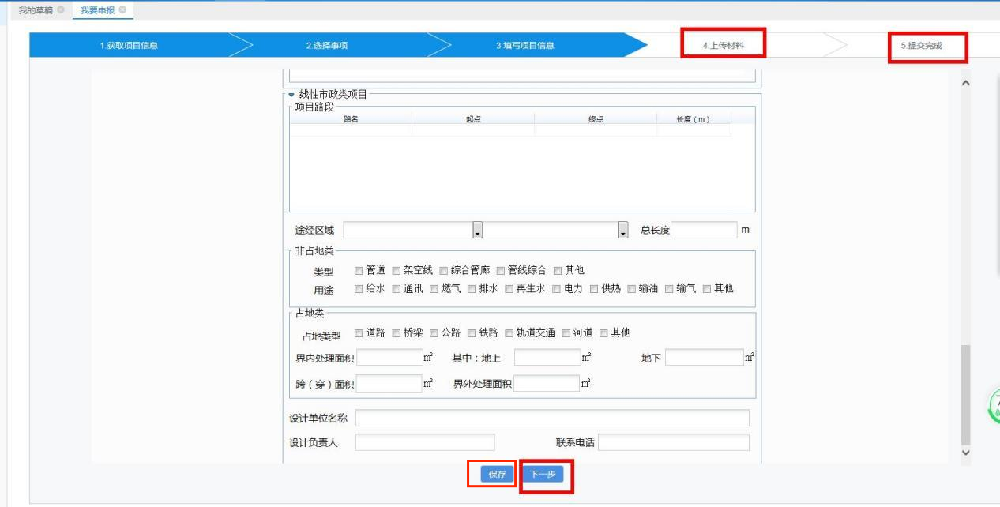 我的草稿 我要申报
1.获取项目信息 2.选择事项 3.填写项目信息 4.上传材料 5.提交完成
线性市政类项目
项目路段
路名 起点 终点 长度（m）
途经区域 总长度 m
非占地类
类型 管道 架空线 综合管廊 管线综合 其他
用途 给水 通讯 燃气 排水 再生水 电力 供热 输油 输气 其他
占地类
占地类型 道路 桥梁 公路 铁路 轨道交通 河道 其他
界内处理面积 ㎡ 其中：地上 ㎡ 地下 ㎡
跨（穿）面积 ㎡ 界外处理面积 ㎡
设计单位名称
设计负责人 联系电话
保存 下一步